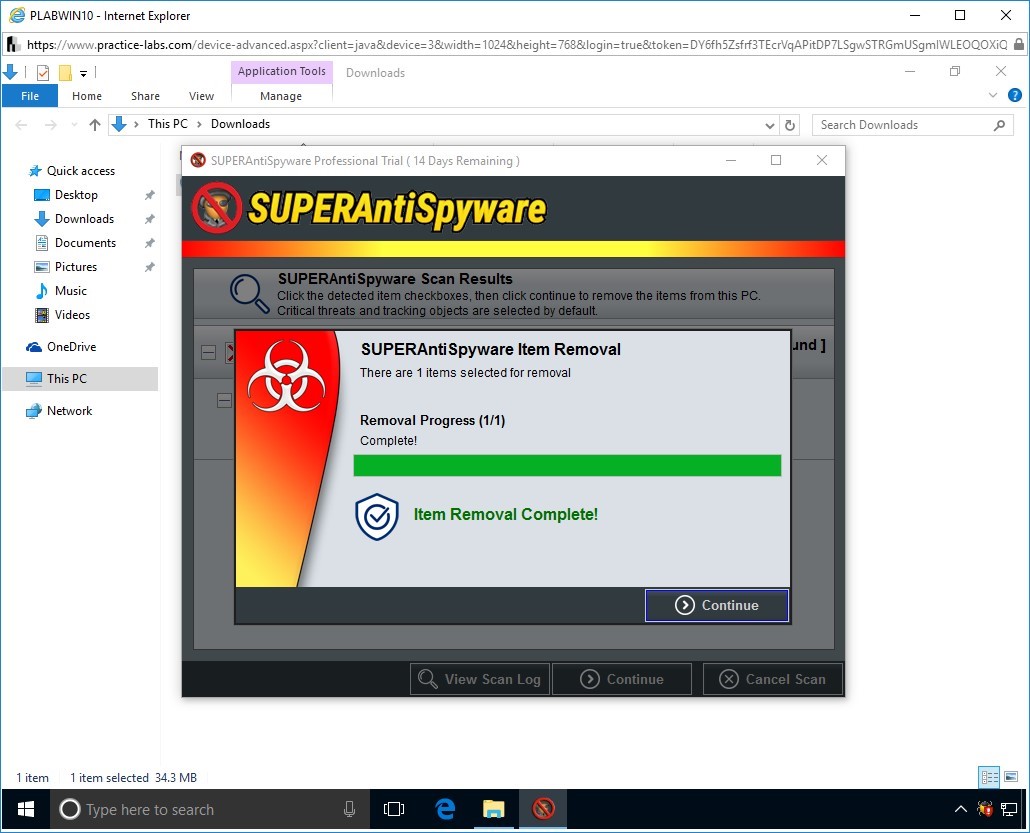 PLABWIN10 - Internet Explorer
https://www.practice-labs.com/device-advanced.aspx?client=java&device=3&width=1024&height=768&login=true&token=DY6fh5Zsfrf3TEcrVqAPitDP7LSgwSTRGmUSgmIWLEOQOXiQ
Application Tools
Downloads
File
Home
Share
View
Manage
This PC > Downloads
Search Downloads
Quick access
Desktop
Downloads
Documents
Pictures
Music
Videos
OneDrive
This PC
Network
SUPERAntiSpyware Professional Trial ( 14 Days Remaining )
SUPERAntiSpyware
SUPERAntiSpyware Scan Results
Click the detected item checkboxes, then click continue to remove the items from this PC.
Critical threats and tracking objects are selected by default.
und ]
SUPERAntiSpyware Item Removal
There are 1 items selected for removal
Removal Progress (1/1)
Complete!
Item Removal Complete!
Continue
View Scan Log
Continue
Cancel Scan
1 item
1 item selected 34.3 MB
Type here to search